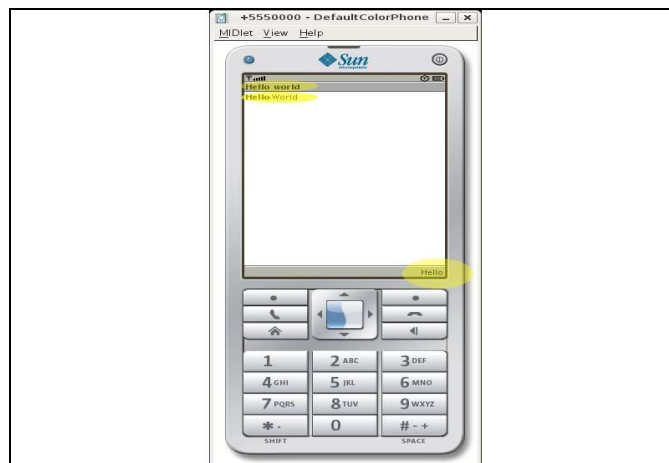 +5550000 - DefaultColorPhone
MIDlet View Help
Sun
Hello world
Hello World
Hello
1 2 ABC 3 DEF
4 GHI 5 JKL 6 MNO
7 PQRS 8 TUV 9 WXYZ
* . 0 # - +
SHIFT SPACE